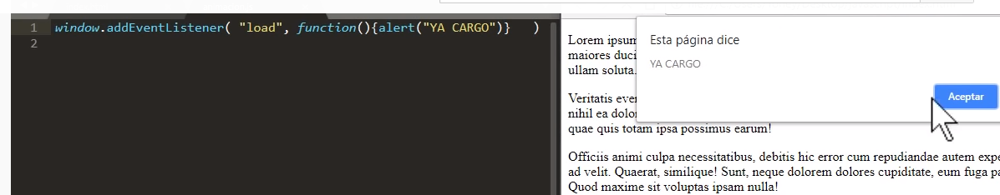 1 window.addEventListener( "load", function(){alert("YA CARGO")} )
2
Esta página dice
YA CARGO
Aceptar
Lorem ipsum
maiores duci
ullam soluta.
Veritatis ever
nihil ea dolor
quae quis totam ipsa possimus earum!
Officiis animi culpa necessitatibus, debitis hic error cum repudiandae autem expe
ad velit. Quaerat, similique! Sunt, neque dolorem dolores cupiditate, eum fuga pa
Quod maxime sit voluptas ipsam nulla!